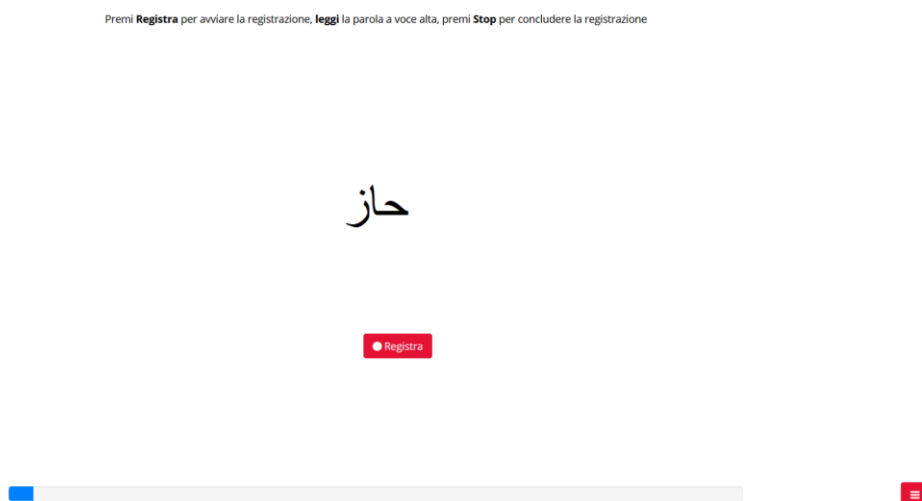 Premi Registra per avviare la registrazione, leggi la parola a voce alta, premi Stop per concludere la registrazione
حاز
Registra